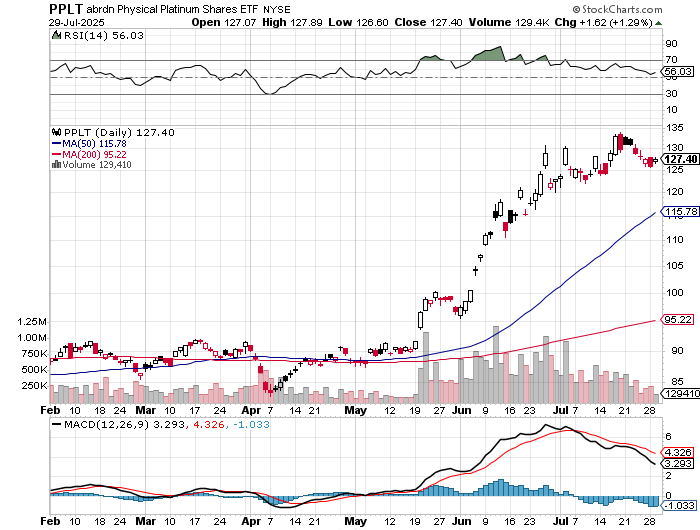 PPLT abrdn Physical Platinum Shares ETF NYSE © StockCharts.com
29-Jul-2025 Open 127.07 High 127.89 Low 126.60 Close 127.40 Volume 129.4K Chg +1.62 (+1.29%)
RSI(14) 56.03
90
70
56.03
50
30
10
PPLT (Daily) 127.40
MA(50) 115.78
MA(200) 95.22
Volume 129,410
135
130
127.40
125
120
115.78
110
105
100
95.22
90
85
129410
1.25M
1.00M
750K
500K
250K
Feb 10 18 24 Mar 10 17 24 Apr 7 14 21 May 12 19 27 Jun 9 16 23 Jul 7 14 21 28
MACD(12,26,9) 3.293, 4.326, -1.033
6
4.326
3.293
2
0
-1.033
Feb 10 18 24 Mar 10 17 24 Apr 7 14 21 May 12 19 27 Jun 9 16 23 Jul 7 14 21 28